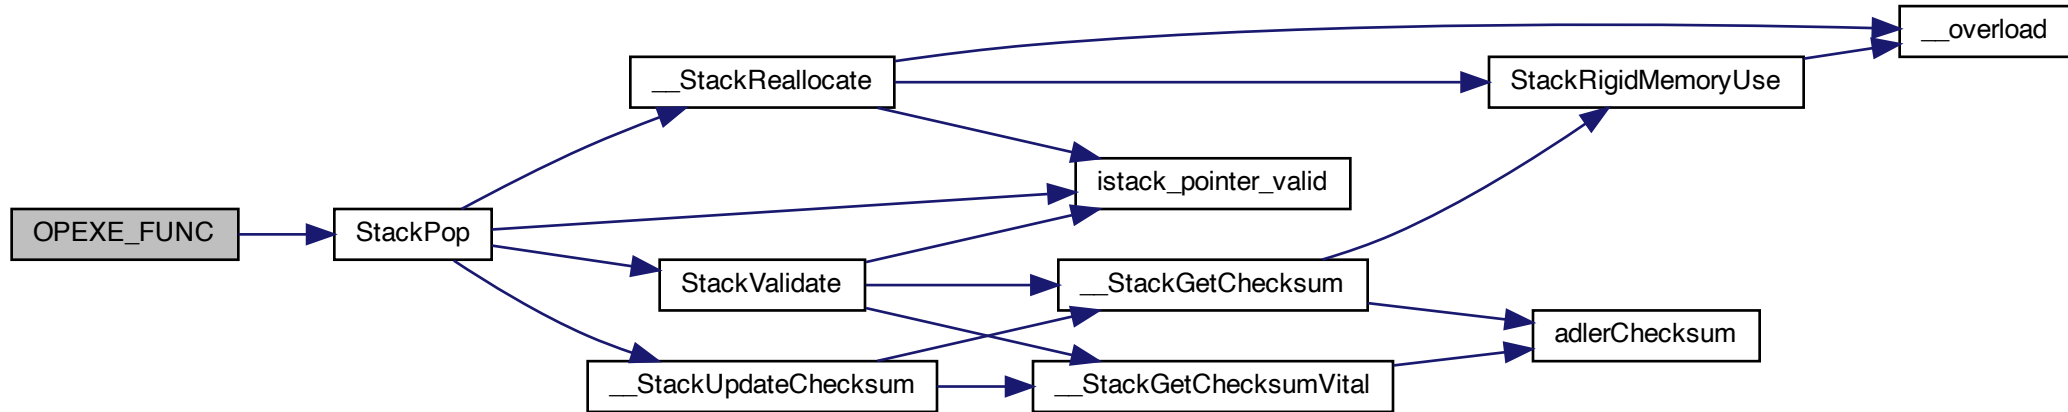 __overload
__StackReallocate
StackRigidMemoryUse
istack_pointer_valid
OPEXE_FUNC
StackPop
StackValidate
__StackGetChecksum
adlerChecksum
__StackUpdateChecksum
__StackGetChecksumVital